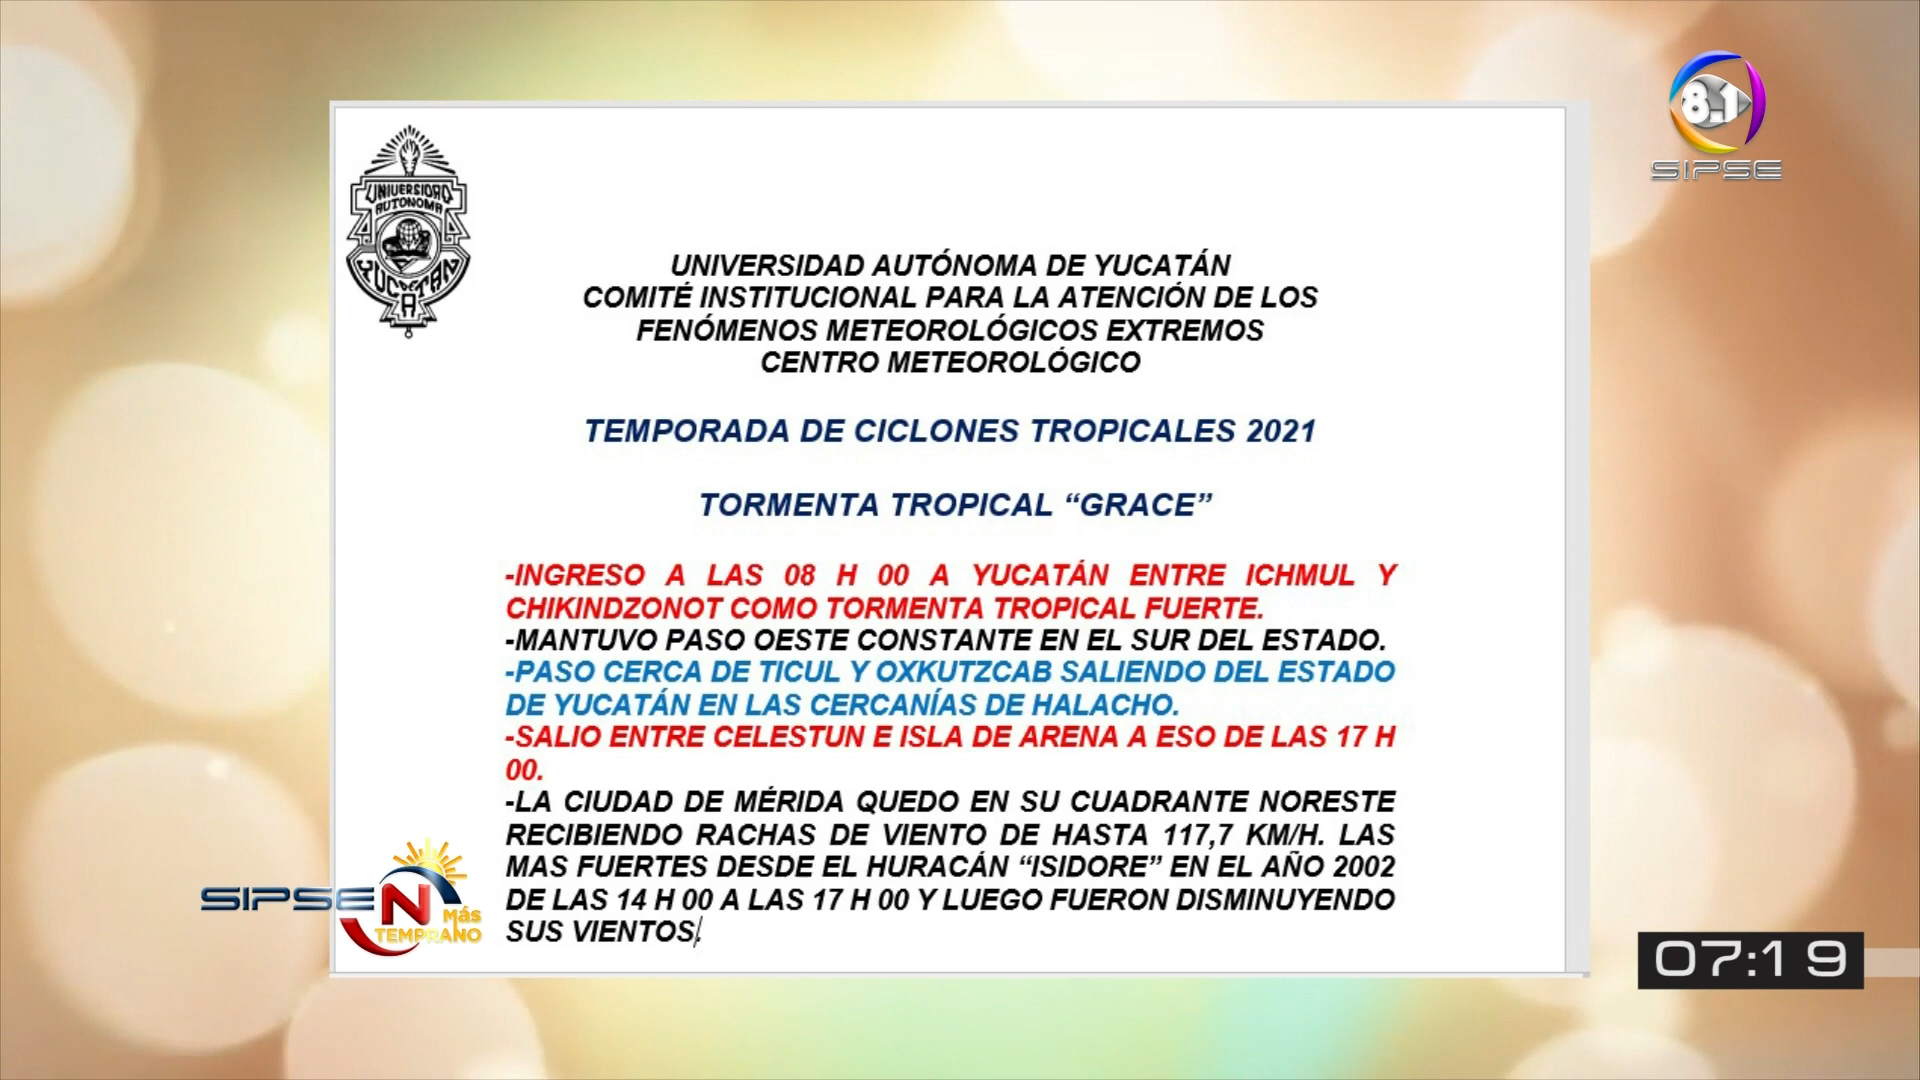 8.1
SIPSE
UNIVERSIDAD
AUTONOMA
DE
YUCATAN
UNIVERSIDAD AUTÓNOMA DE YUCATÁN
COMITÉ INSTITUCIONAL PARA LA ATENCIÓN DE LOS
FENÓMENOS METEOROLÓGICOS EXTREMOS
CENTRO METEOROLÓGICO
TEMPORADA DE CICLONES TROPICALES 2021
TORMENTA TROPICAL “GRACE”
-INGRESO A LAS 08 H 00 A YUCATÁN ENTRE ICHMUL Y
CHIKINDZONOT COMO TORMENTA TROPICAL FUERTE.
-MANTUVO PASO OESTE CONSTANTE EN EL SUR DEL ESTADO.
-PASO CERCA DE TICUL Y OXKUTZCAB SALIENDO DEL ESTADO
DE YUCATÁN EN LAS CERCANÍAS DE HALACHO.
-SALIO ENTRE CELESTUN E ISLA DE ARENA A ESO DE LAS 17 H
00.
-LA CIUDAD DE MÉRIDA QUEDO EN SU CUADRANTE NORESTE
RECIBIENDO RACHAS DE VIENTO DE HASTA 117,7 KM/H. LAS
MAS FUERTES DESDE EL HURACÁN “ISIDORE” EN EL AÑO 2002
DE LAS 14 H 00 A LAS 17 H 00 Y LUEGO FUERON DISMINUYENDO
SUS VIENTOS.
SIPSE N
Más
TEMPRANO
07:19